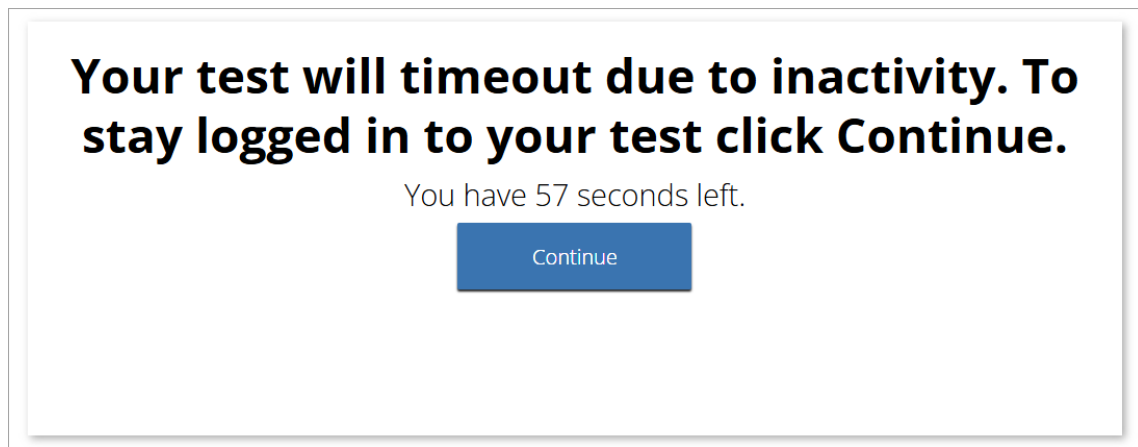 Your test will timeout due to inactivity. To
stay logged in to your test click Continue.
You have 57 seconds left.
Continue